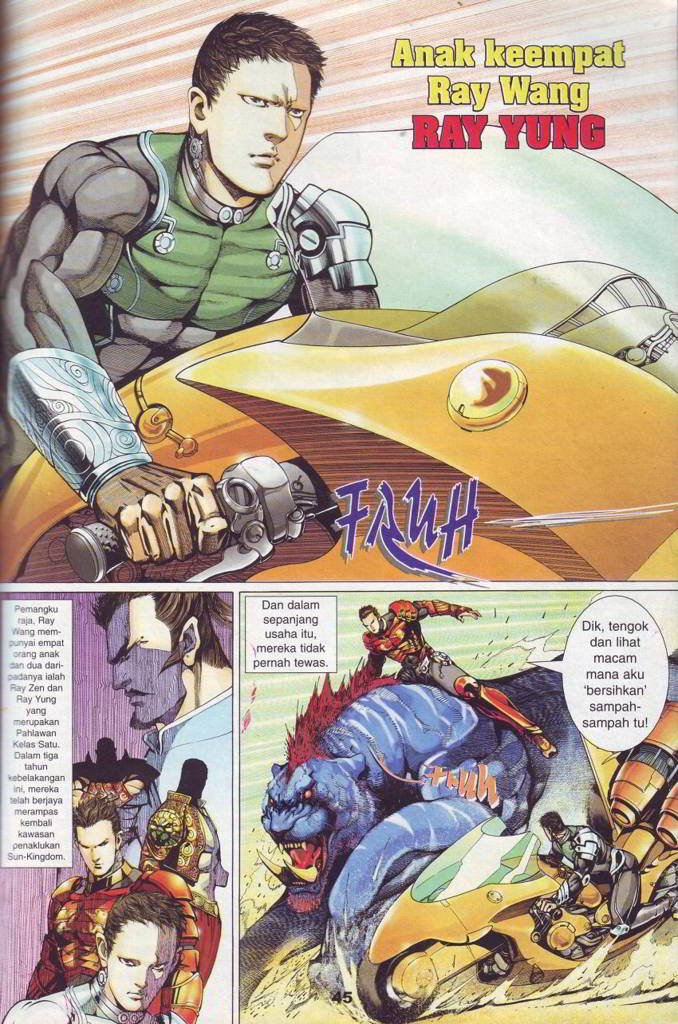 Anak keempat
Ray Wang
RAY YUNG
FRUH
Pemangku
raja, Ray
Wang mem-
punyai empat
orang anak
dan dua dari-
padanya ialah
Ray Zen dan
Ray Yung
yang
merupakan
Pahlawan
Kelas Satu.
Dalam tiga
tahun
kebelakangan
ini, mereka
telah berjaya
merampas
kembali
kawasan
penaklukan
Sun-Kingdom.
Dan dalam
sepanjang
usaha itu,
mereka tidak
pernah tewas.
Dik, tengok
dan lihat
macam
mana aku
'bersihkan'
sampah-
sampah tu!
45